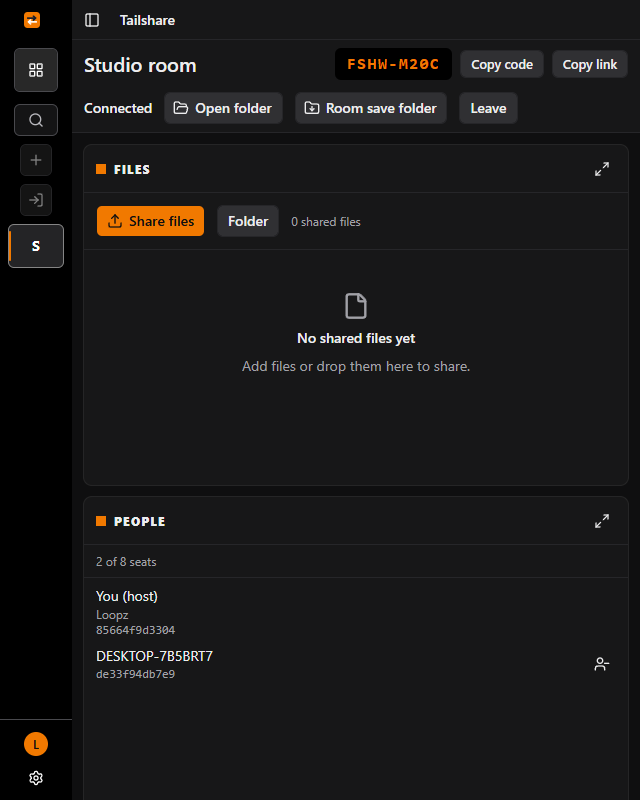 Tailshare
Studio room
FSHW-M20C
Copy code
Copy link
Connected
Open folder
Room save folder
Leave
S
FILES
Share files
Folder
0 shared files
No shared files yet
Add files or drop them here to share.
PEOPLE
2 of 8 seats
You (host)
Loopz
85664f9d3304
DESKTOP-7B5BRT7
de33f94db7e9
L